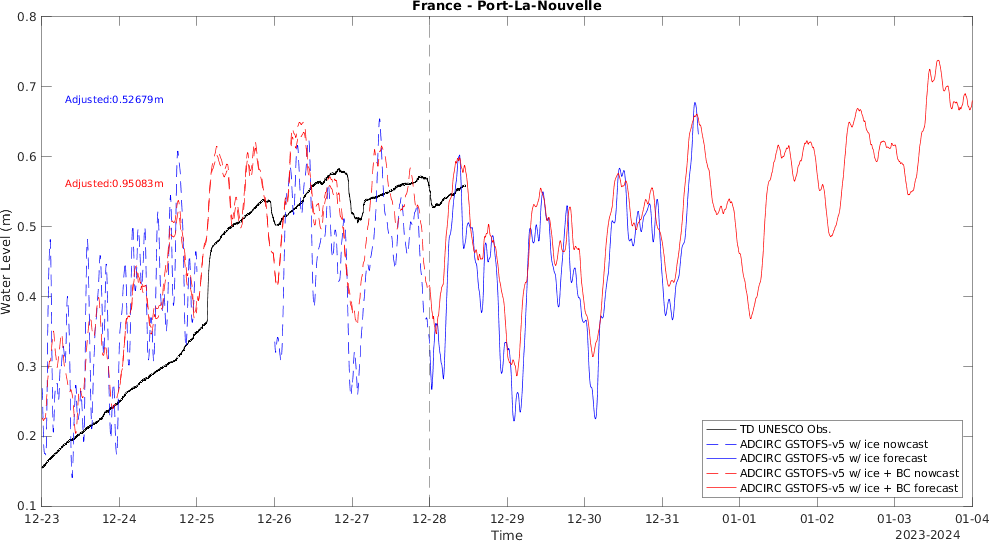 France - Port-La-Nouvelle
0.8
0.7
0.6
0.5
0.4
0.3
0.2
0.1
Water Level (m)
Adjusted:0.52679m
Adjusted:0.95083m
TD UNESCO Obs.
ADCIRC GSTOFS-v5 w/ ice nowcast
ADCIRC GSTOFS-v5 w/ ice forecast
ADCIRC GSTOFS-v5 w/ ice + BC nowcast
ADCIRC GSTOFS-v5 w/ ice + BC forecast
12-23 12-24 12-25 12-26 12-27 12-28 12-29 12-30 12-31 01-01 01-02 01-03 01-04
Time
2023-2024